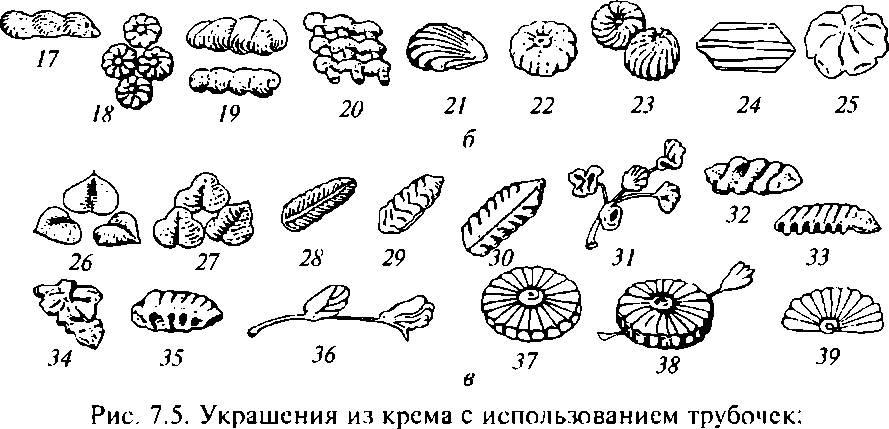 17 18 19 20 21 22 23 24 25
б
26 27 28 29 30 31 32 33
34 35 36 37 38 39
в
Рис. 7.5. Украшения из крема с использованием трубочек: